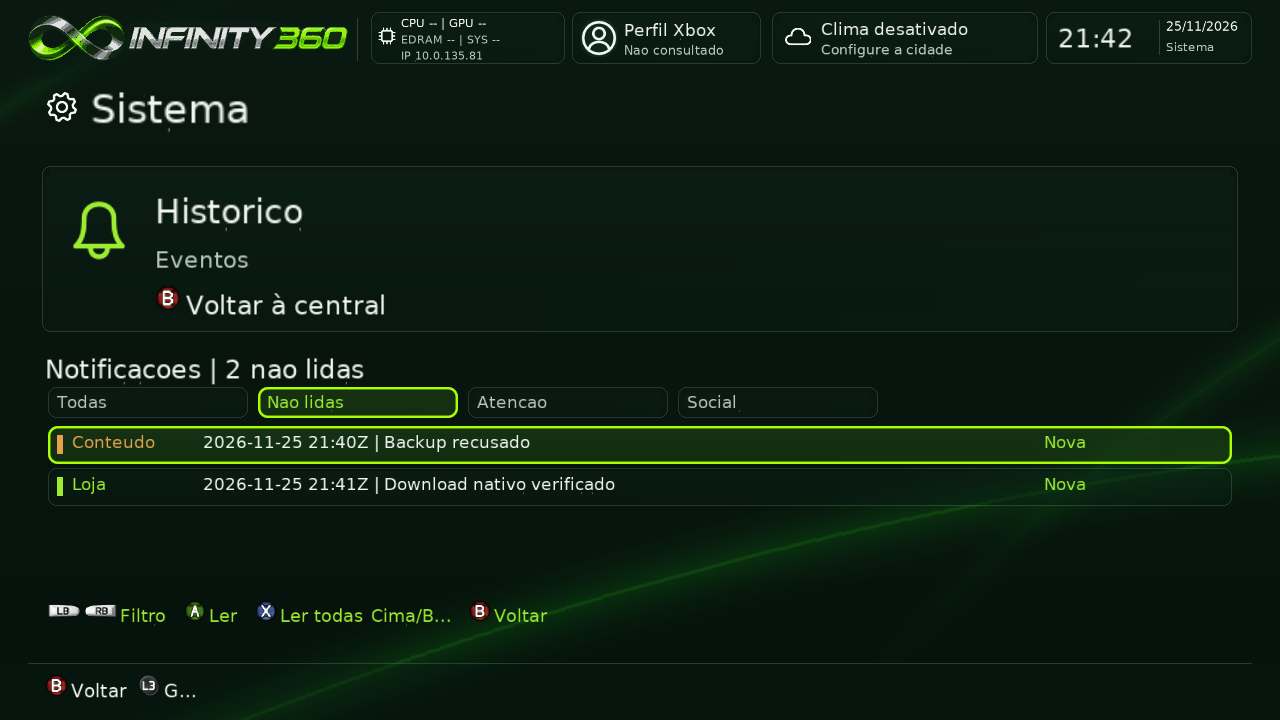 INFINITY 360
CPU -- | GPU --
EDRAM -- | SYS --
IP 10.0.135.81
Perfil Xbox
Nao consultado
Clima desativado
Configure a cidade
21:42
25/11/2026
Sistema
Sistema
Historico
Eventos
B Voltar à central
Notificacoes | 2 nao lidas
Todas
Nao lidas
Atencao
Social
Conteudo 2026-11-25 21:40Z | Backup recusado Nova
Loja 2026-11-25 21:41Z | Download nativo verificado Nova
LB RB Filtro A Ler X Ler todas Cima/B... B Voltar
B Voltar L3 G...